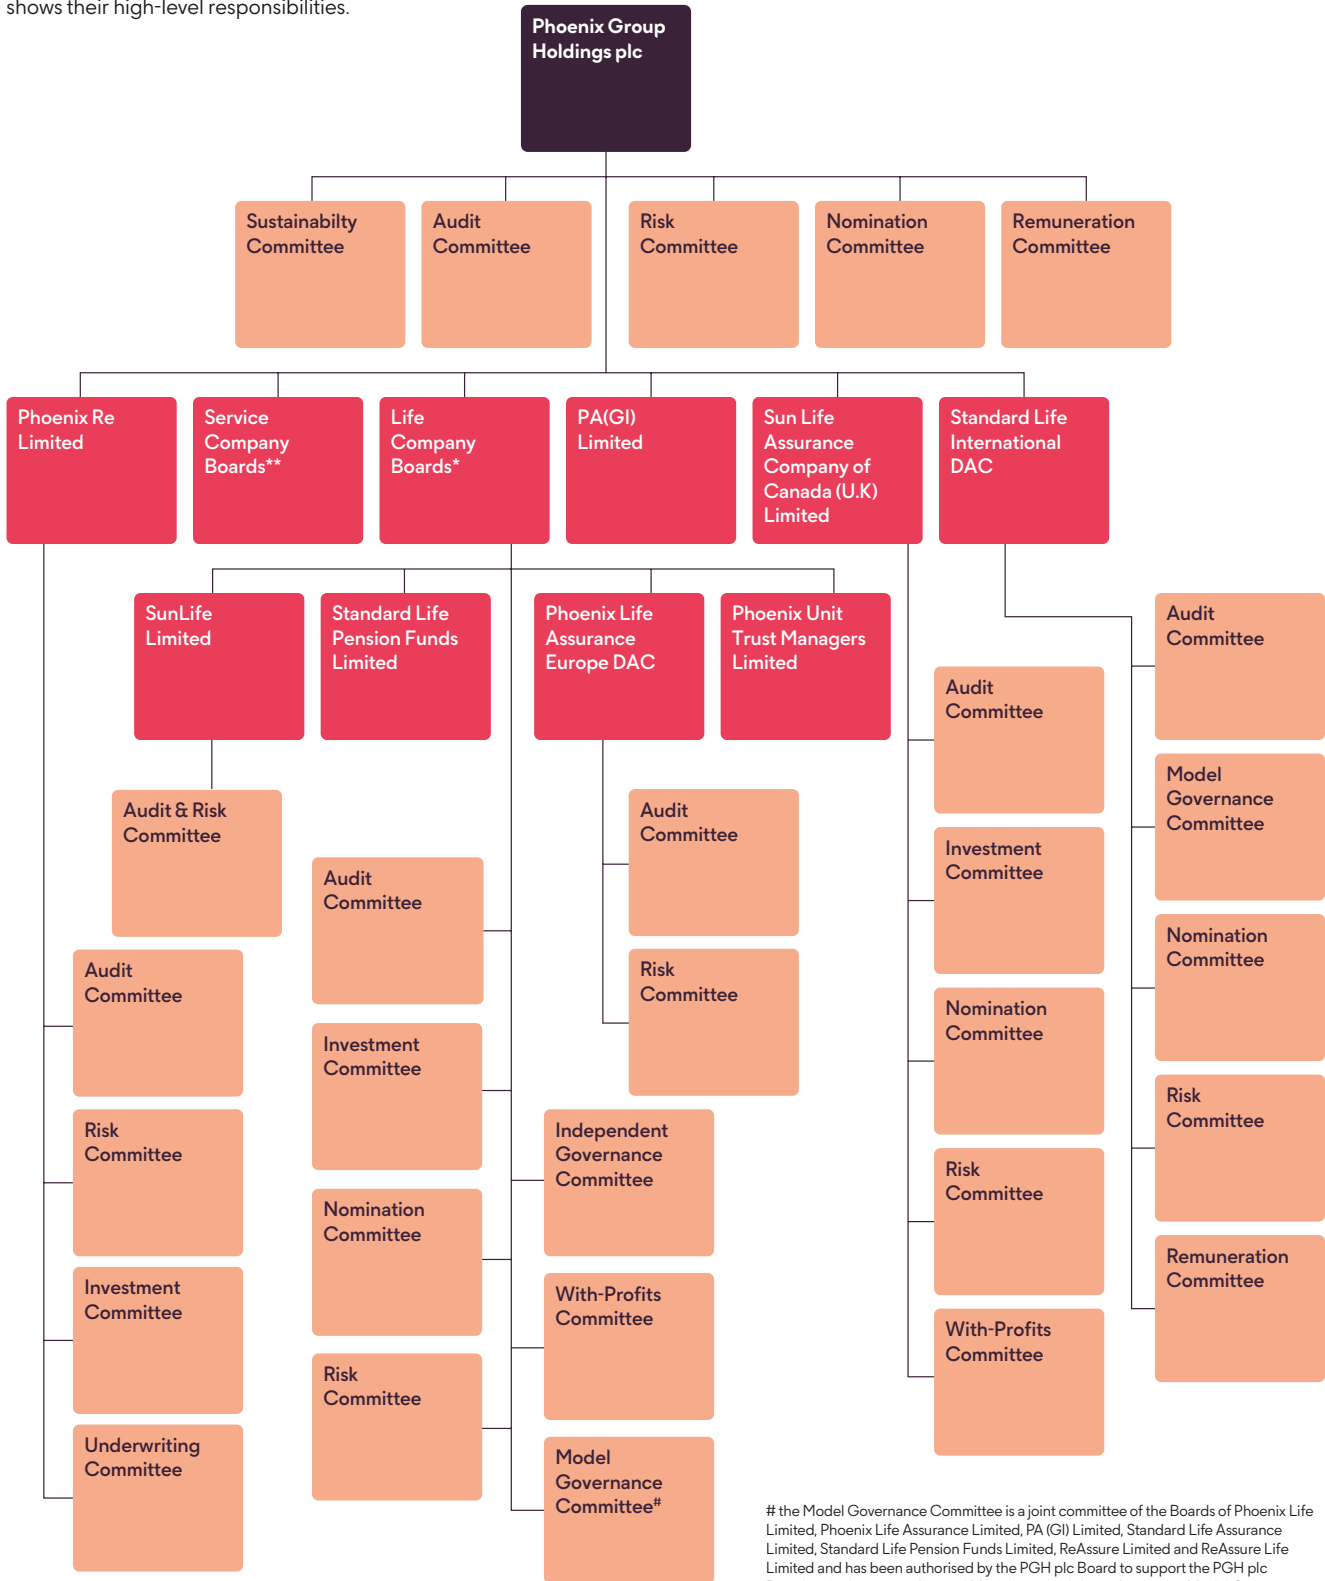 shows their high-level responsibilities.
Phoenix Group
Holdings plc
Sustainabilty
Committee
Audit
Committee
Risk
Committee
Nomination
Committee
Remuneration
Committee
Phoenix Re
Limited
Service
Company
Boards**
Life
Company
Boards*
PA(GI)
Limited
Sun Life
Assurance
Company of
Canada (U.K)
Limited
Standard Life
International
DAC
SunLife
Limited
Standard Life
Pension Funds
Limited
Phoenix Life
Assurance
Europe DAC
Phoenix Unit
Trust Managers
Limited
Audit & Risk
Committee
Audit
Committee
Risk
Committee
Investment
Committee
Underwriting
Committee
Audit
Committee
Investment
Committee
Nomination
Committee
Risk
Committee
Audit
Committee
Risk
Committee
Independent
Governance
Committee
With-Profits
Committee
Model
Governance
Committee#
Audit
Committee
Investment
Committee
Nomination
Committee
Risk
Committee
With-Profits
Committee
Audit
Committee
Model
Governance
Committee
Nomination
Committee
Risk
Committee
Remuneration
Committee
# the Model Governance Committee is a joint committee of the Boards of Phoenix Life
Limited, Phoenix Life Assurance Limited, PA (GI) Limited, Standard Life Assurance
Limited, Standard Life Pension Funds Limited, ReAssure Limited and ReAssure Life
Limited and has been authorised by the PGH plc Board to support the PGH plc